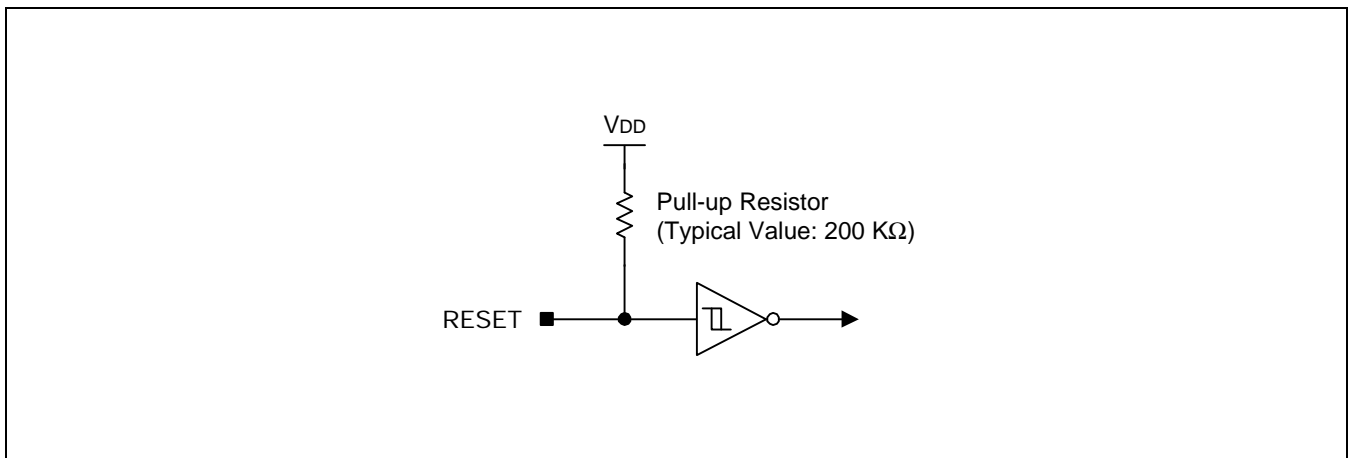 VDD
Pull-up Resistor
(Typical Value: 200 KΩ)
RESET